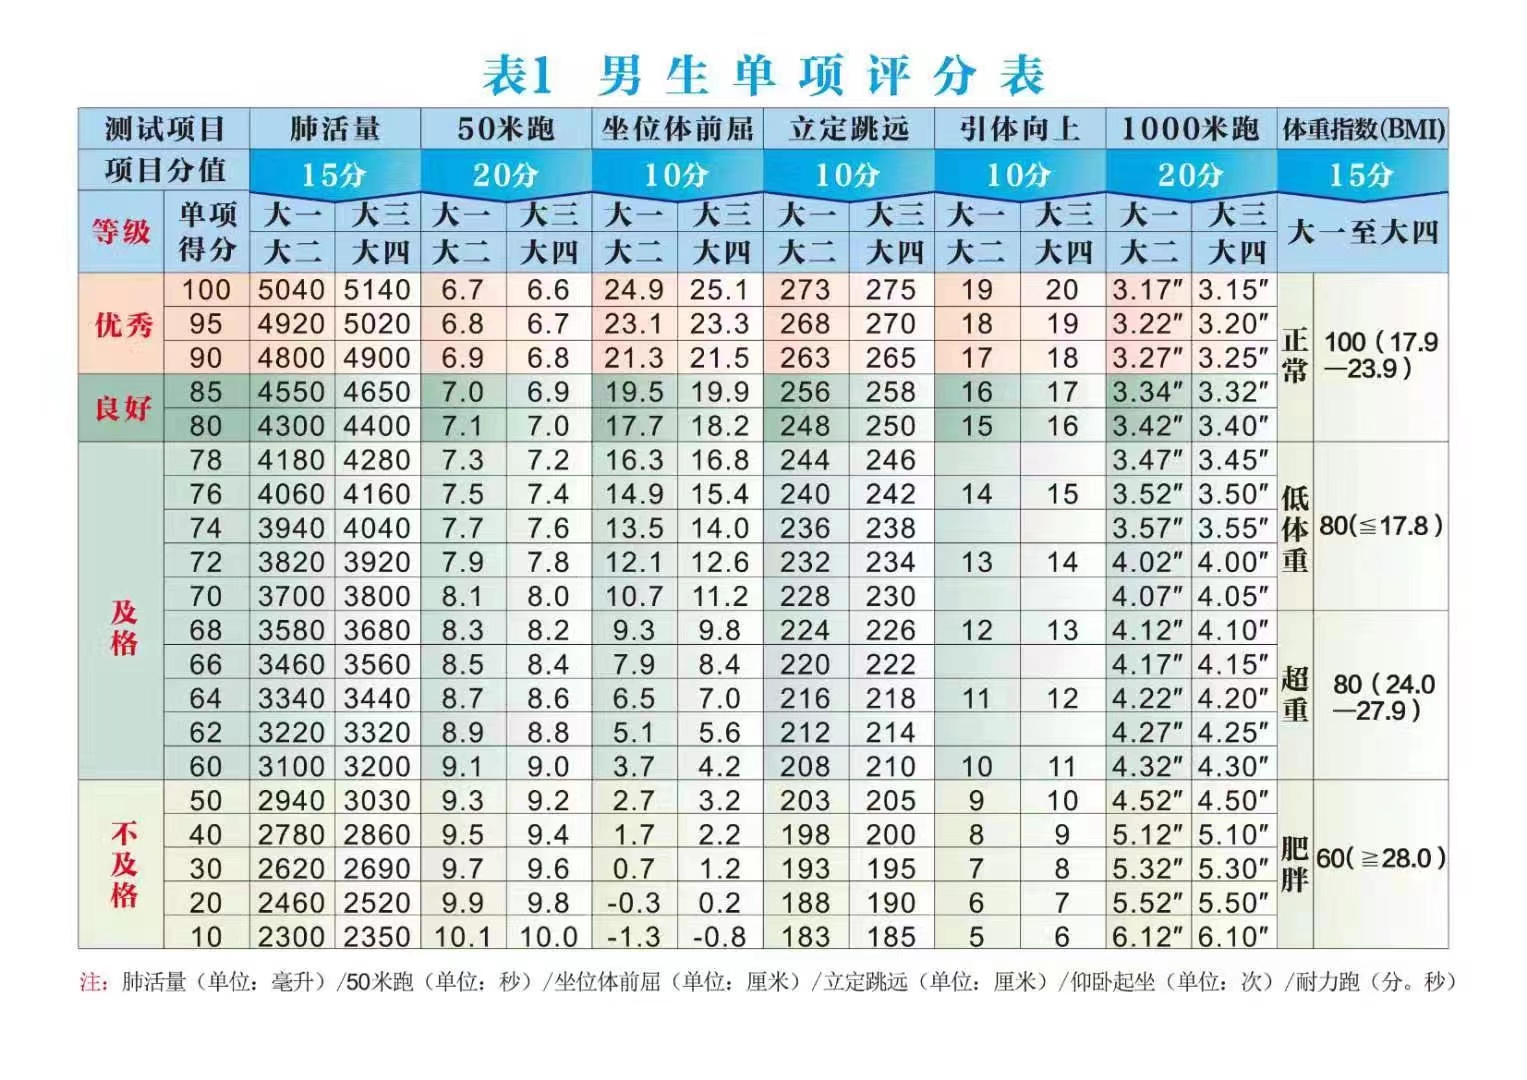 表1 男生单项评分表
测试项目 肺活量 50米跑 坐位体前屈 立定跳远 引体向上 1000米跑 体重指数(BMI)
项目分值 15分 20分 10分 10分 10分 20分 15分
等级 单项得分 大一 大三 大一 大三 大一 大三 大一 大三 大一 大三 大一 大三 大一至大四
大二 大四 大二 大四 大二 大四 大二 大四 大二 大四 大二 大四
优秀 100 5040 5140 6.7 6.6 24.9 25.1 273 275 19 20 3.17″ 3.15″ 正常 100（17.9—23.9）
95 4920 5020 6.8 6.7 23.1 23.3 268 270 18 19 3.22″ 3.20″
90 4800 4900 6.9 6.8 21.3 21.5 263 265 17 18 3.27″ 3.25″
良好 85 4550 4650 7.0 6.9 19.5 19.9 256 258 16 17 3.34″ 3.32″
80 4300 4400 7.1 7.0 17.7 18.2 248 250 15 16 3.42″ 3.40″
及格 78 4180 4280 7.3 7.2 16.3 16.8 244 246 3.47″ 3.45″ 低体重 80(≦17.8）
76 4060 4160 7.5 7.4 14.9 15.4 240 242 14 15 3.52″ 3.50″
74 3940 4040 7.7 7.6 13.5 14.0 236 238 3.57″ 3.55″
72 3820 3920 7.9 7.8 12.1 12.6 232 234 13 14 4.02″ 4.00″
70 3700 3800 8.1 8.0 10.7 11.2 228 230 4.07″ 4.05″
68 3580 3680 8.3 8.2 9.3 9.8 224 226 12 13 4.12″ 4.10″ 超重 80（24.0—27.9）
66 3460 3560 8.5 8.4 7.9 8.4 220 222 4.17″ 4.15″
64 3340 3440 8.7 8.6 6.5 7.0 216 218 11 12 4.22″ 4.20″
62 3220 3320 8.9 8.8 5.1 5.6 212 214 4.27″ 4.25″
60 3100 3200 9.1 9.0 3.7 4.2 208 210 10 11 4.32″ 4.30″
不及格 50 2940 3030 9.3 9.2 2.7 3.2 203 205 9 10 4.52″ 4.50″ 肥胖 60(≧28.0）
40 2780 2860 9.5 9.4 1.7 2.2 198 200 8 9 5.12″ 5.10″
30 2620 2690 9.7 9.6 0.7 1.2 193 195 7 8 5.32″ 5.30″
20 2460 2520 9.9 9.8 -0.3 0.2 188 190 6 7 5.52″ 5.50″
10 2300 2350 10.1 10.0 -1.3 -0.8 183 185 5 6 6.12″ 6.10″
注：肺活量（单位：毫升）/50米跑（单位：秒）/坐位体前屈（单位：厘米）/立定跳远（单位：厘米）/仰卧起坐（单位：次）/耐力跑（分。秒）